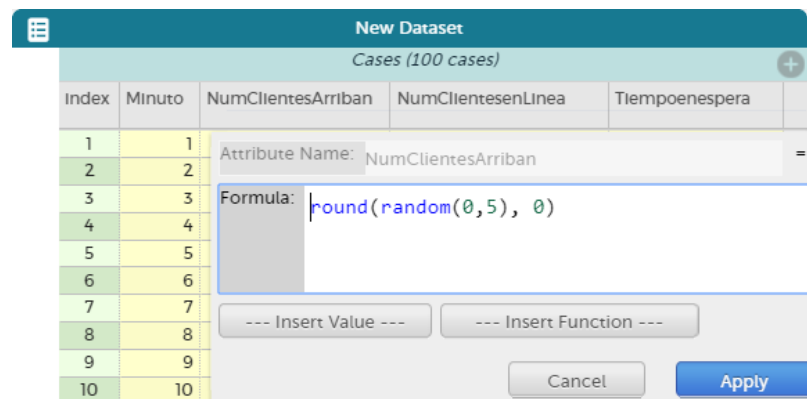 New Dataset
Cases (100 cases)
Index Minuto NumClientesArriban NumClientesenLinea Tiempoenespera
1 1
2 2
3 3
4 4
5 5
6 6
7 7
8 8
9 9
10 10
Attribute Name: NumClientesArriban =
Formula: round(random(0,5), 0)
--- Insert Value --- --- Insert Function ---
Cancel Apply